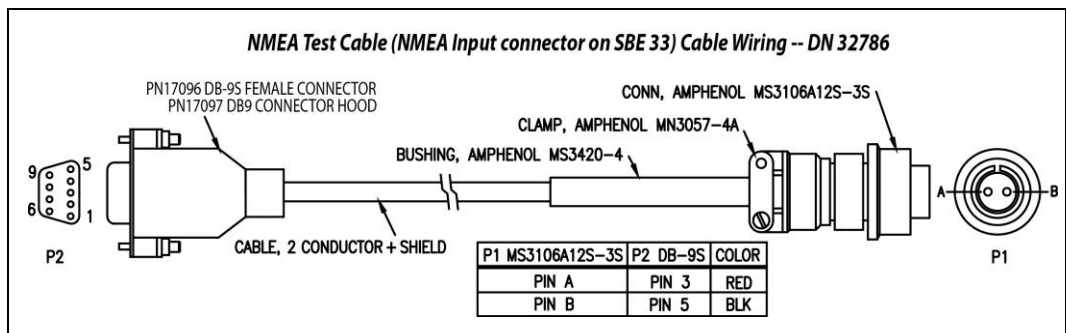 NMEA Test Cable (NMEA Input connector on SBE 33) Cable Wiring -- DN 32786
PN17096 DB-9S FEMALE CONNECTOR
PN17097 DB9 CONNECTOR HOOD
CONN, AMPHENOL MS3106A12S-3S
CLAMP, AMPHENOL MN3057-4A
BUSHING, AMPHENOL MS3420-4
9
5
6
1
P2
CABLE, 2 CONDUCTOR + SHIELD
A
B
P1
P1 MS3106A12S-3S P2 DB-9S COLOR
PIN A PIN 3 RED
PIN B PIN 5 BLK